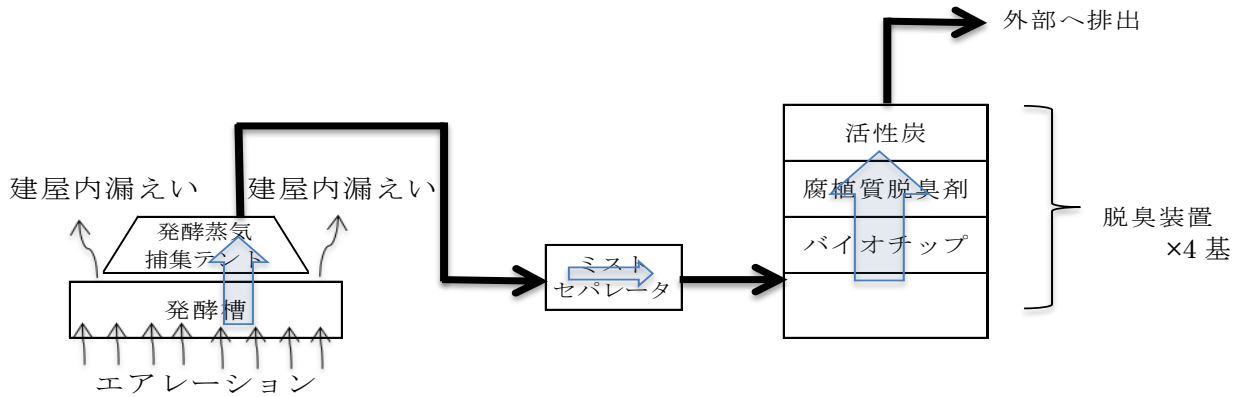 外部へ排出
活性炭
腐植質脱臭剤
バイオチップ
脱臭装置
×4 基
建屋内漏えい
建屋内漏えい
発酵蒸気
捕集テント
ミスト
セパレータ
発酵槽
エアレーション